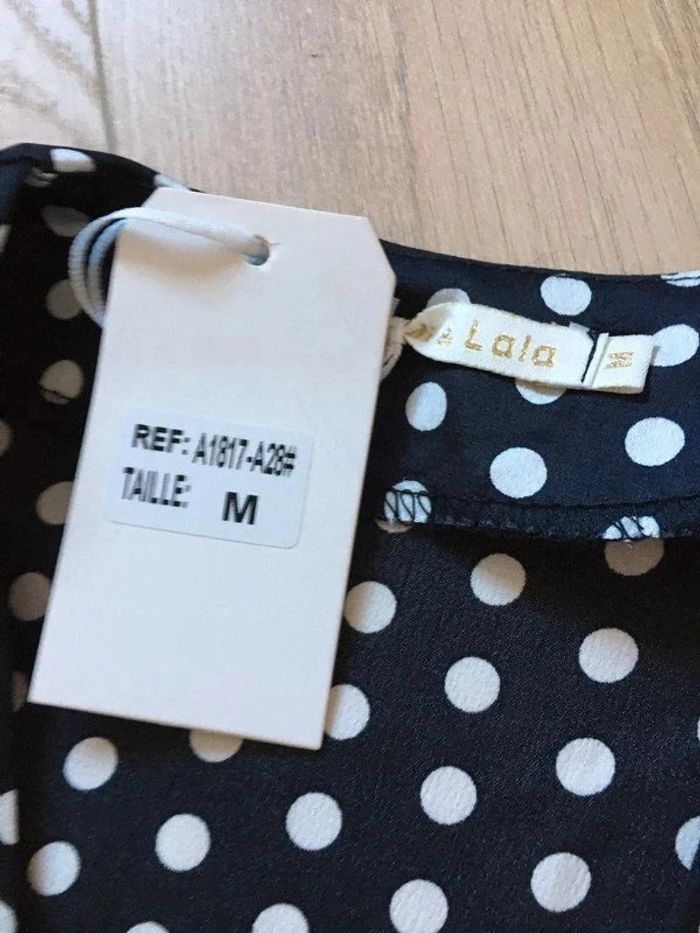 REF: A1817-A28#
TAILLE: M
Lala
M